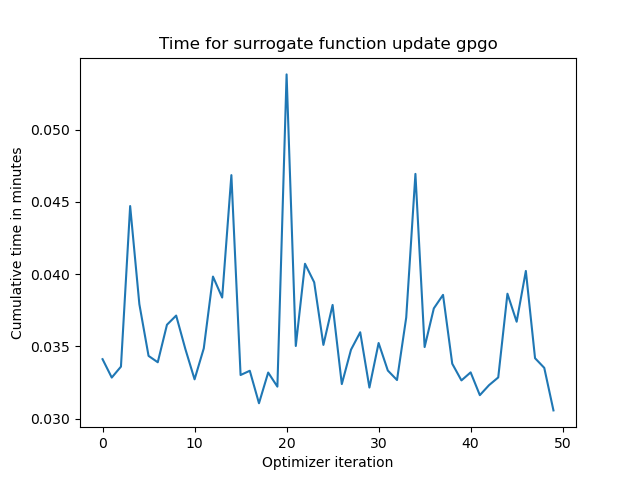 Time for surrogate function update gpgo
Cumulative time in minutes
0.050
0.045
0.040
0.035
0.030
0 10 20 30 40 50
Optimizer iteration